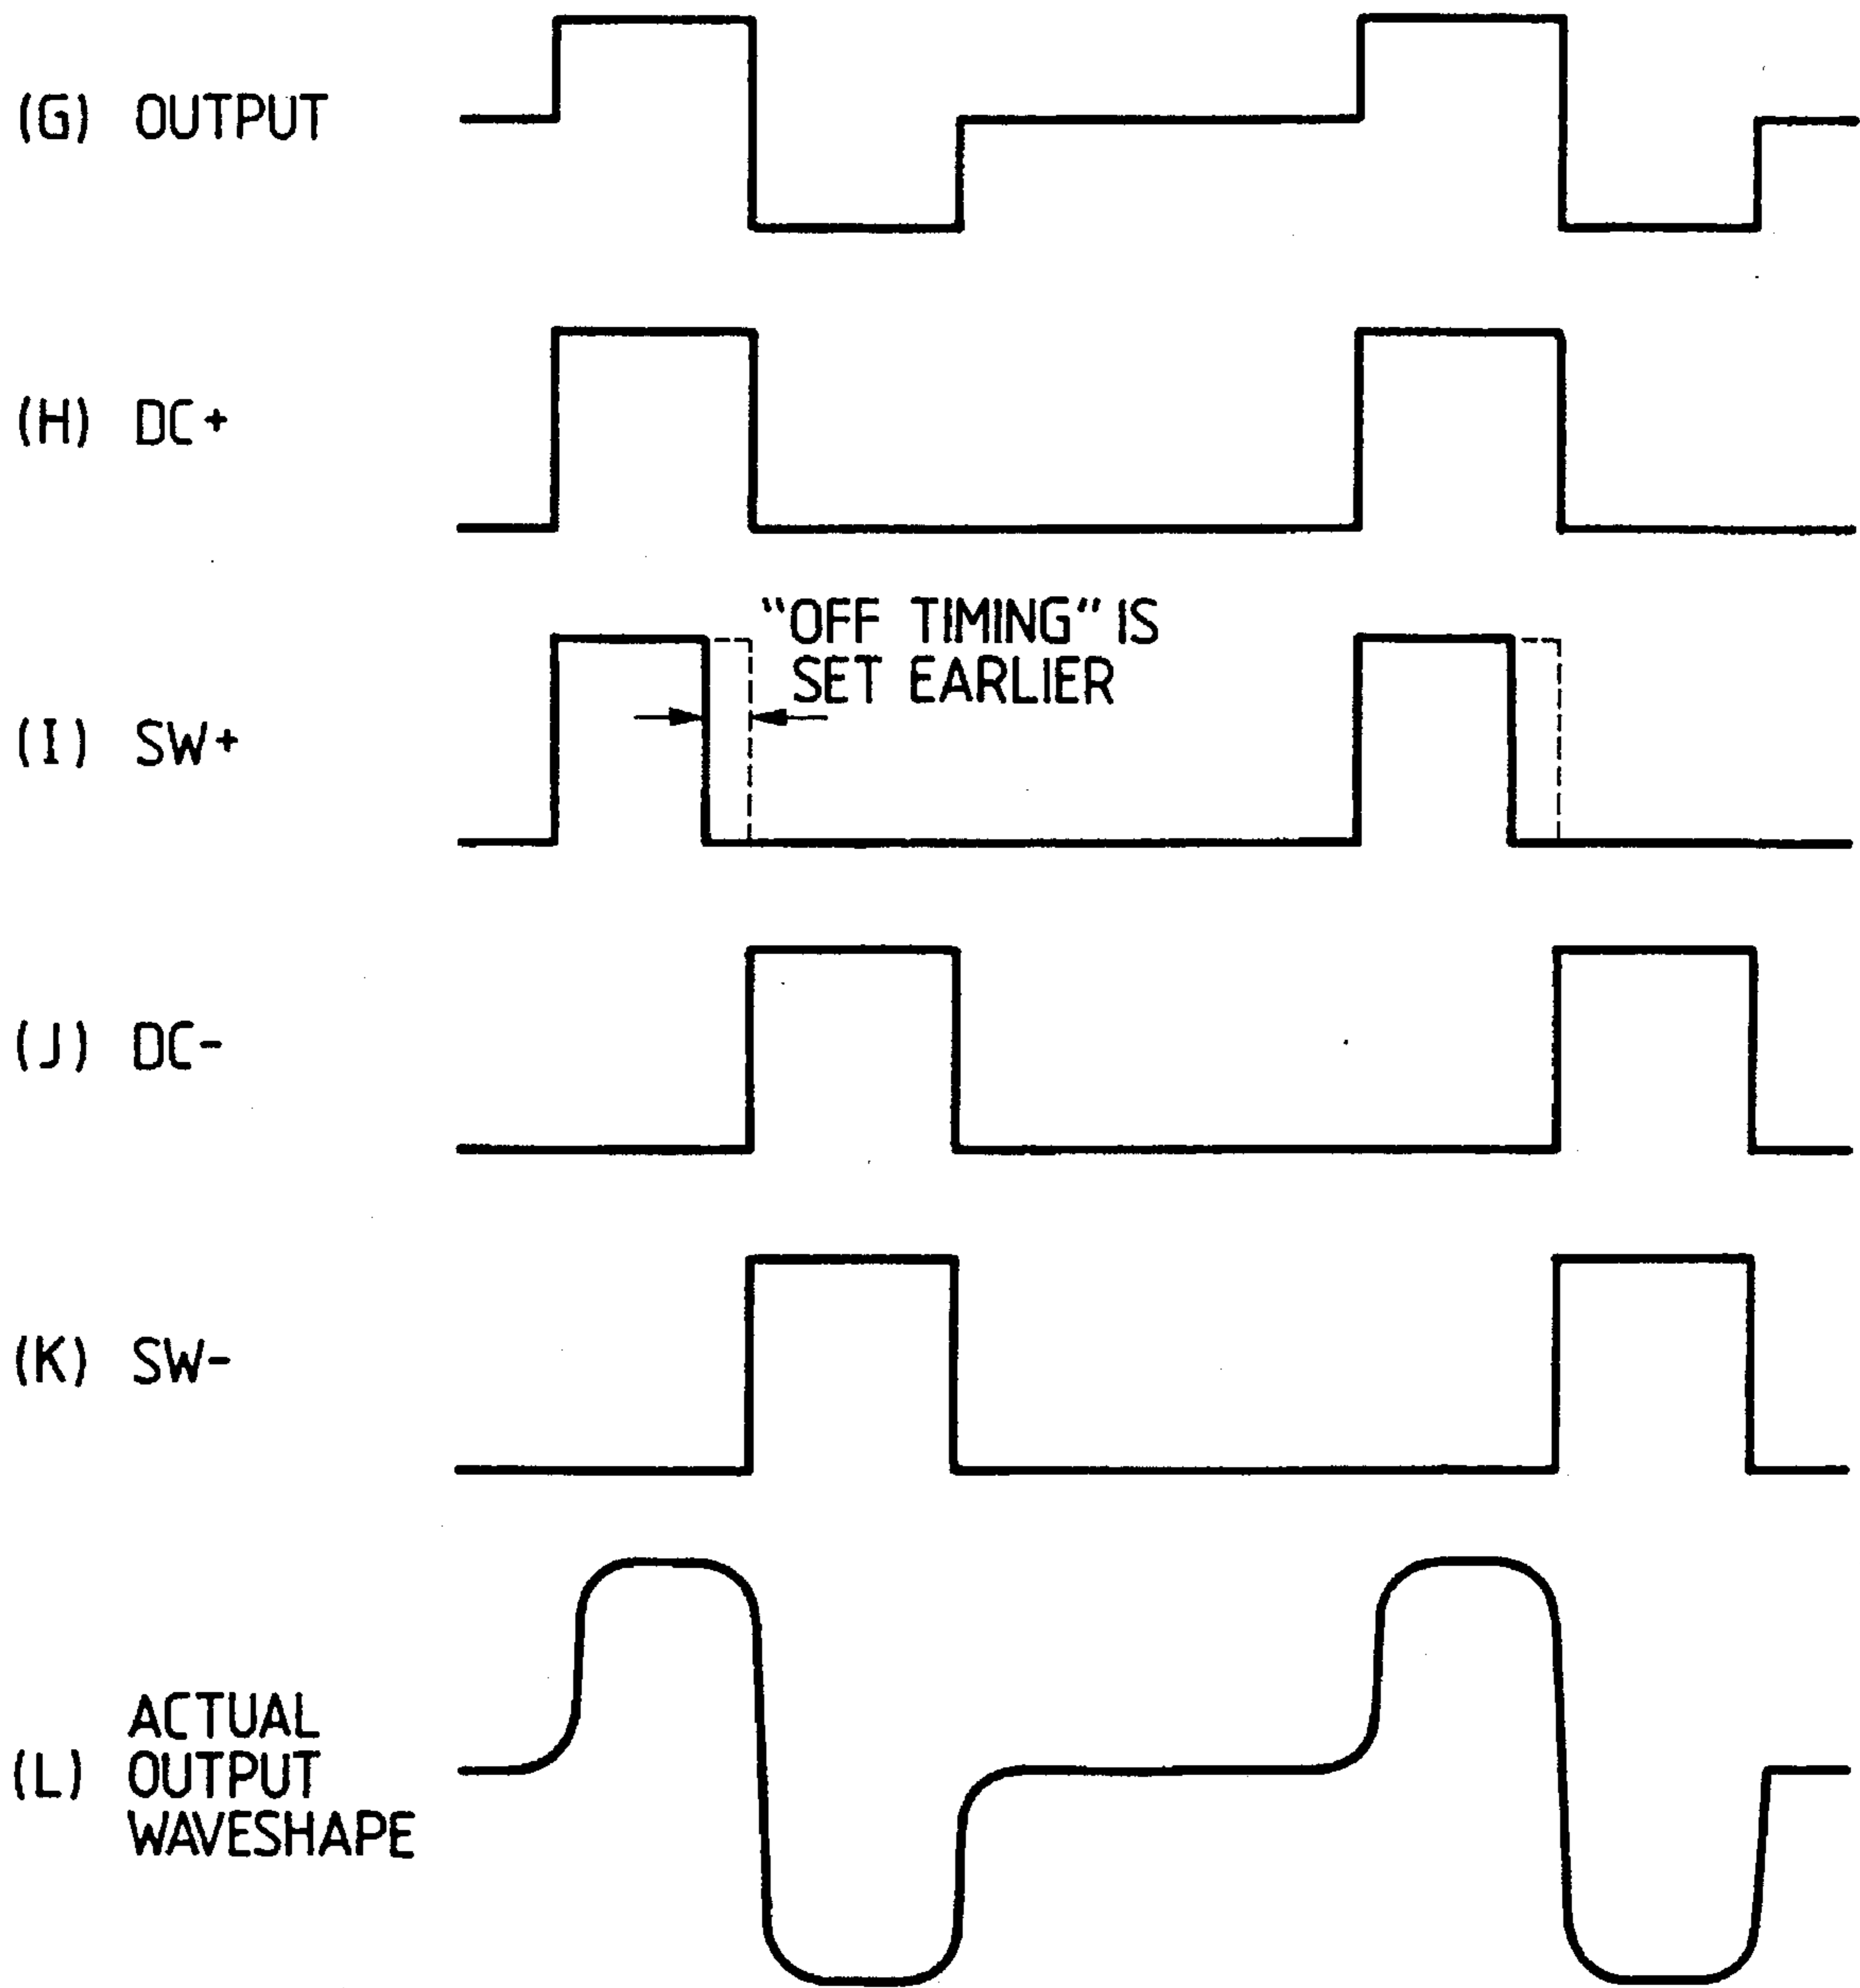 (G) OUTPUT
(H) DC+
“OFF TIMING” IS
SET EARLIER
(I) SW+
(J) DC-
(K) SW-
ACTUAL
(L) OUTPUT
WAVESHAPE